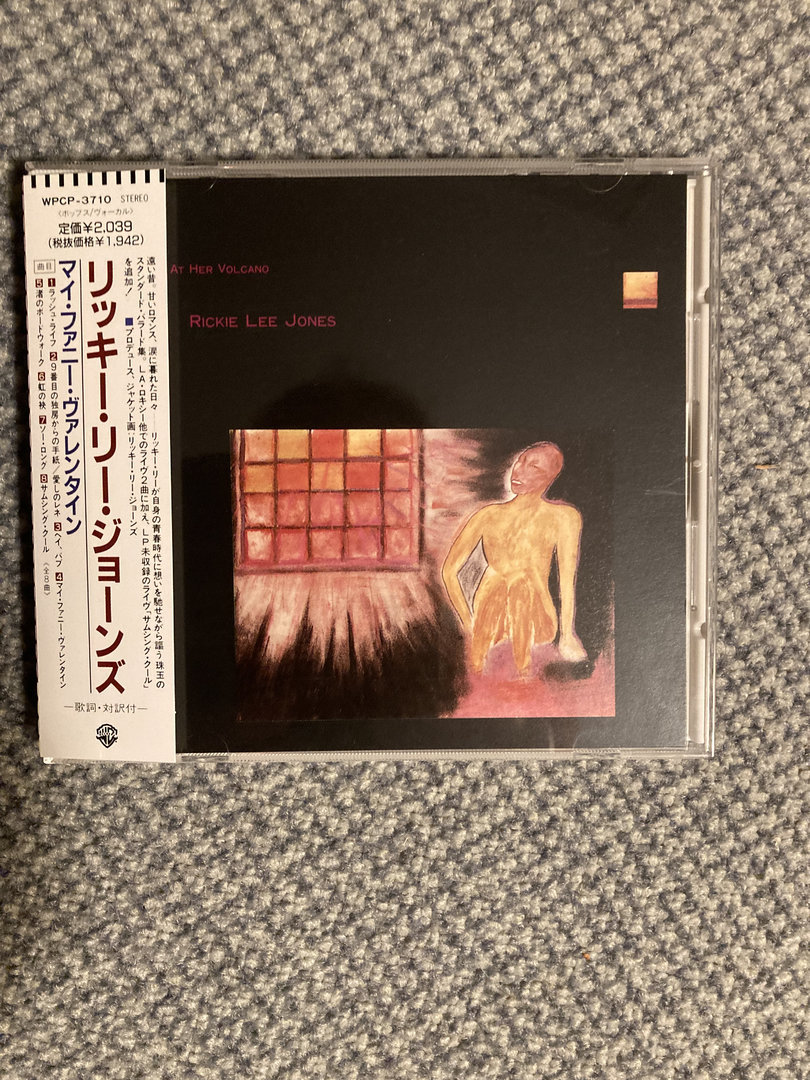 WPCP-3710 STEREO
〈ポップス/ヴォーカル〉
定価¥2,039
(税抜価格¥1,942)
遠い昔。甘いロマンス、涙に暮れた日々——リッキー・リーが自身の青春時代に想いを馳せながら謳う珠玉の
スタンダード・バラード集。LA・ロキシー他でのライヴ2曲に加え、LP未収録のライヴ「サムシング・クール」
を追加! ■プロデュース、ジャケット画:リッキー・リー・ジョーンズ
リッキー・リー・ジョーンズ
マイ・ファニー・ヴァレンタイン
曲目 1ラッシュ・ライフ 2 9番目の独房からの手紙/愛しのレネ 3ヘイ、バブ 4マイ・ファニー・ヴァレンタイン
5渚のボードウォーク 6虹の袂 7ソー・ロング 8サムシング・クール 〈全8曲〉
—歌詞・対訳付—
AT HER VOLCANO
RICKIE LEE JONES